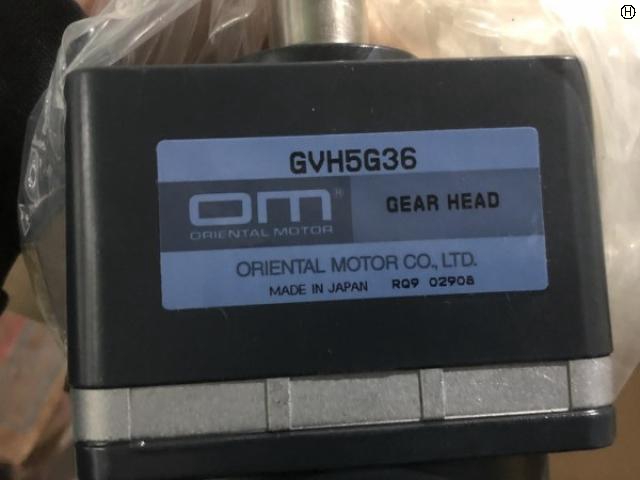 GVH5G36
om®
ORIENTAL MOTOR
GEAR HEAD
ORIENTAL MOTOR CO., LTD.
MADE IN JAPAN RQ9 02908
H